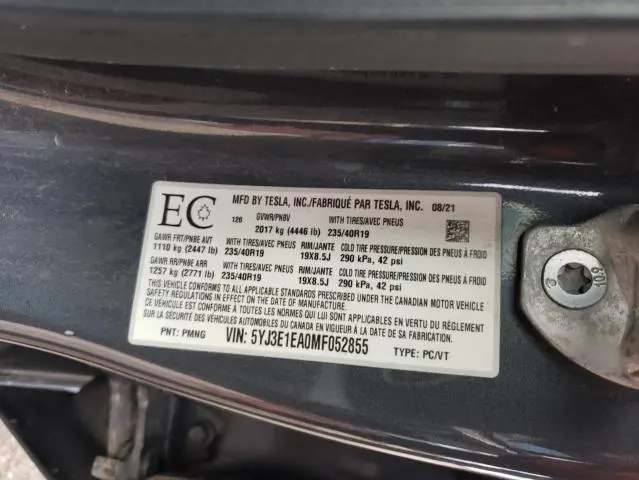 EC
MFD BY TESLA, INC./FABRIQUÉ PAR TESLA, INC. 08/21
126 GVWR/PNBV WITH TIRES/AVEC PNEUS
2017 kg (4446 lb) 235/40R19
GAWR FRT/PNBE AVT WITH TIRES/AVEC PNEUS RIM/JANTE COLD TIRE PRESSURE/PRESSION DES PNEUS À FROID
1110 kg (2447 lb) 235/40R19 19X8.5J 290 kPa, 42 psi
GAWR RR/PNBE ARR WITH TIRES/AVEC PNEUS RIM/JANTE COLD TIRE PRESSURE/PRESSION DES PNEUS À FROID
1257 kg (2771 lb) 235/40R19 19X8.5J 290 kPa, 42 psi
THIS VEHICLE CONFORMS TO ALL APPLICABLE STANDARDS PRESCRIBED UNDER THE CANADIAN MOTOR VEHICLE
SAFETY REGULATIONS IN EFFECT ON THE DATE OF MANUFACTURE.
CE VÉHICULE EST CONFORME À TOUTES LES NORMES QUI LUI SONT APPLICABLES EN VERTU DU RÈGLEMENT
SUR LA SÉCURITÉ DES VÉHICULES AUTOMOBILES DU CANADA EN VIGUEUR À LA DATE DE SA FABRICATION.
PNT: PMNG VIN: 5YJ3E1EA0MF052855 TYPE: PC/VT
109